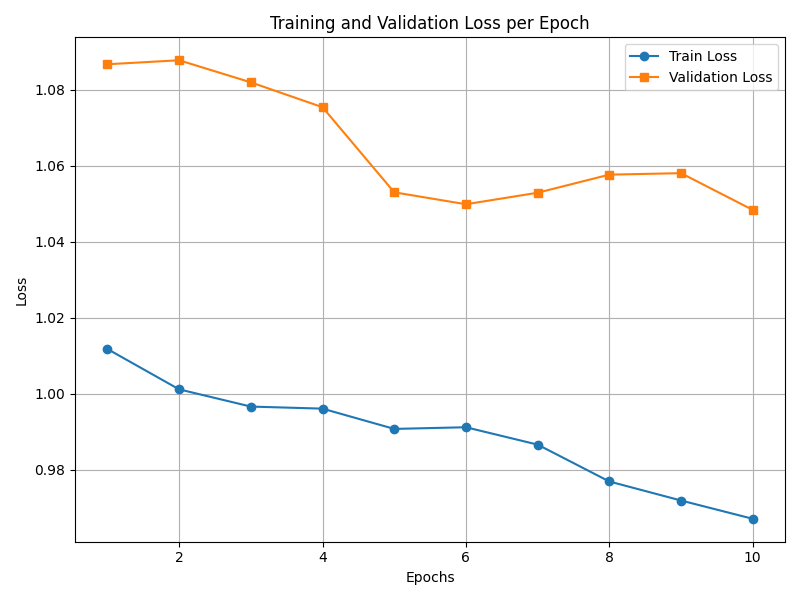 Training and Validation Loss per Epoch
Train Loss
Validation Loss
1.08
1.06
1.04
1.02
1.00
0.98
Loss
2
4
6
8
10
Epochs